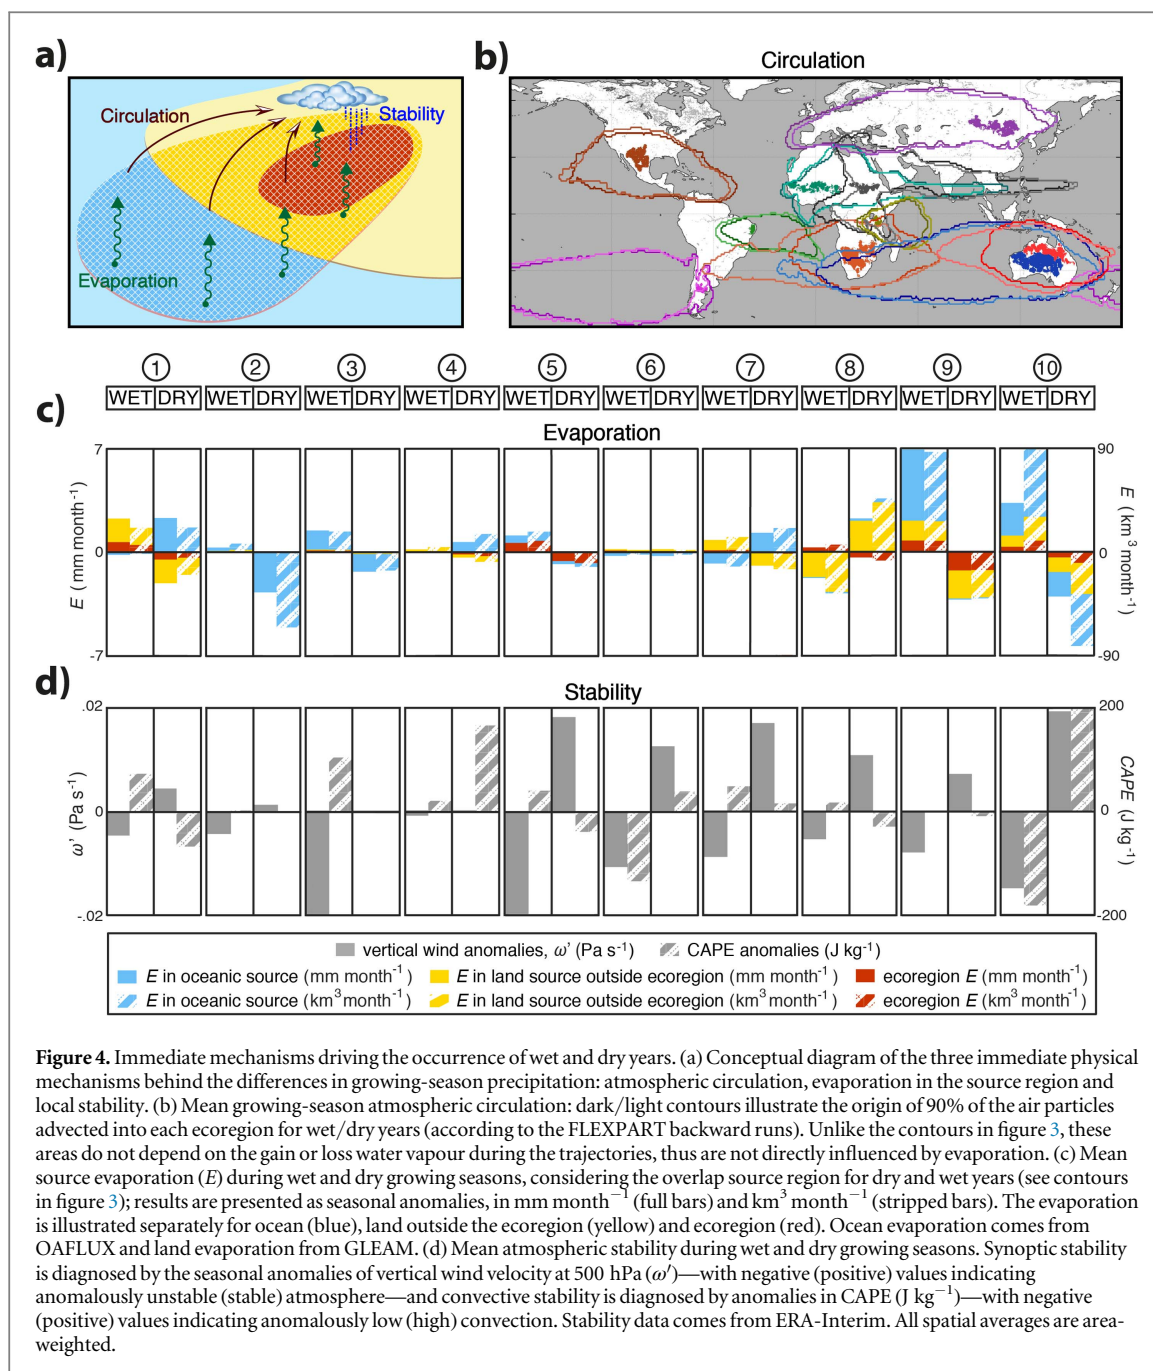 a)
Circulation
Stability
Evaporation
b)
Circulation
1 2 3 4 5 6 7 8 9 10
WET DRY WET DRY WET DRY WET DRY WET DRY WET DRY WET DRY WET DRY WET DRY WET DRY
c)
Evaporation
7
0
-7
E (mm month-1)
90
0
-90
E (km3 month-1)
d)
Stability
.02
0
-.02
ω' (Pa s-1)
200
0
-200
CAPE (J kg-1)
vertical wind anomalies, ω' (Pa s-1) CAPE anomalies (J kg-1)
E in oceanic source (mm month-1) E in land source outside ecoregion (mm month-1) ecoregion E (mm month-1)
E in oceanic source (km3 month-1) E in land source outside ecoregion (km3 month-1) ecoregion E (km3 month-1)
Figure 4. Immediate mechanisms driving the occurrence of wet and dry years. (a) Conceptual diagram of the three immediate physical
mechanisms behind the differences in growing-season precipitation: atmospheric circulation, evaporation in the source region and
local stability. (b) Mean growing-season atmospheric circulation: dark/light contours illustrate the origin of 90% of the air particles
advected into each ecoregion for wet/dry years (according to the FLEXPART backward runs). Unlike the contours in figure 3, these
areas do not depend on the gain or loss water vapour during the trajectories, thus are not directly influenced by evaporation. (c) Mean
source evaporation (E) during wet and dry growing seasons, considering the overlap source region for dry and wet years (see contours
in figure 3); results are presented as seasonal anomalies, in mm month−1 (full bars) and km3 month−1 (stripped bars). The evaporation
is illustrated separately for ocean (blue), land outside the ecoregion (yellow) and ecoregion (red). Ocean evaporation comes from
OAFLUX and land evaporation from GLEAM. (d) Mean atmospheric stability during wet and dry growing seasons. Synoptic stability
is diagnosed by the seasonal anomalies of vertical wind velocity at 500 hPa (ω′)—with negative (positive) values indicating
anomalously unstable (stable) atmosphere—and convective stability is diagnosed by anomalies in CAPE (J kg−1)—with negative
(positive) values indicating anomalously low (high) convection. Stability data comes from ERA-Interim. All spatial averages are area-
weighted.